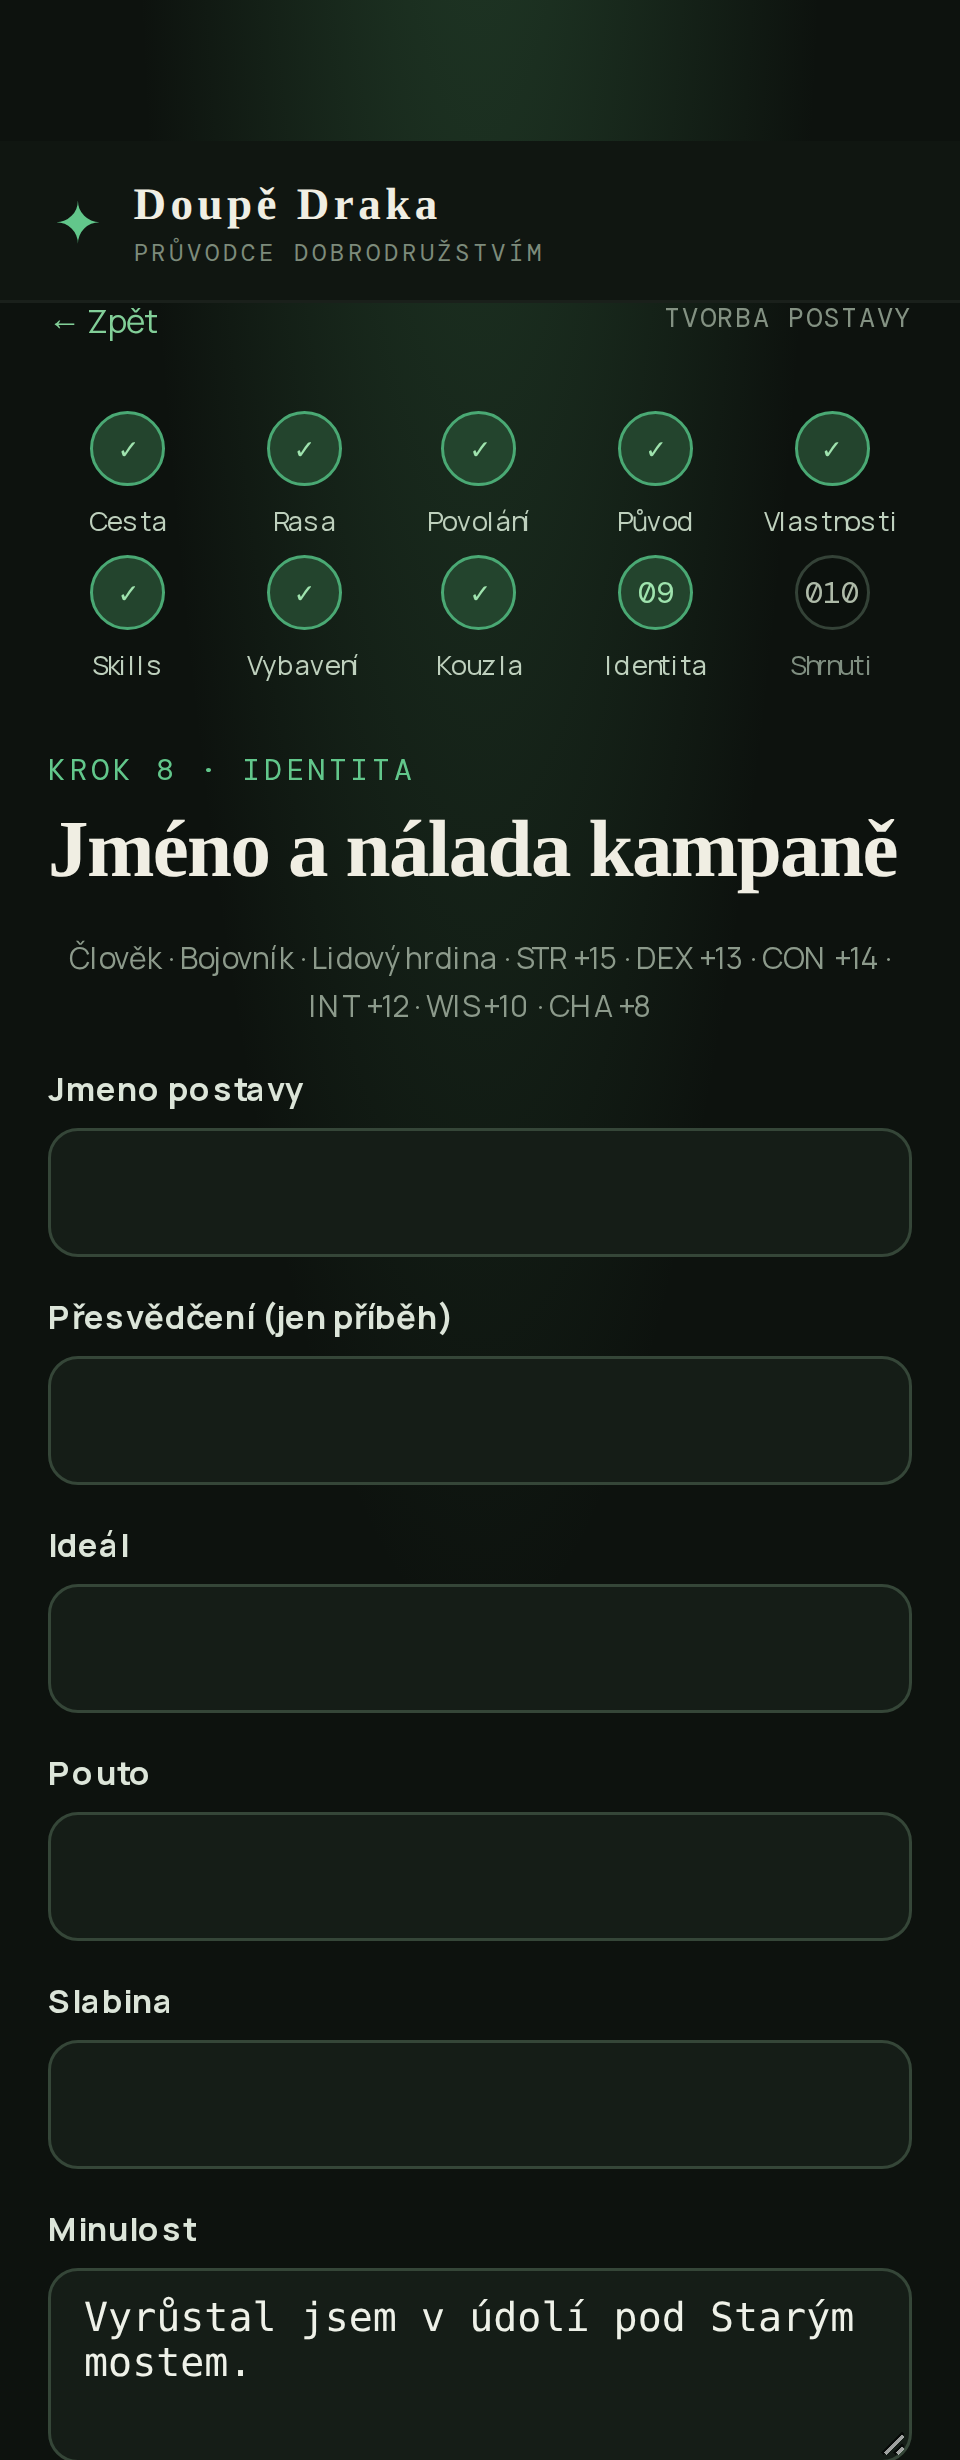 Doupě Draka
PRŮVODCE DOBRODRUŽSTVÍM
← Zpět
TVORBA POSTAVY
✓ ✓ ✓ ✓ ✓
Cesta Rasa Povolání Původ Vlastnosti
✓ ✓ ✓ 09 010
Skills Vybavení Kouzla Identita Shrnuti
KROK 8 · IDENTITA
Jméno a nálada kampaně
Člověk · Bojovník · Lidový hrdina · STR +15 · DEX +13 · CON +14 ·
INT +12 · WIS +10 · CHA +8
Jmeno postavy
Přesvědčení (jen příběh)
Ideál
Pouto
Slabina
Minulost
Vyrůstal jsem v údolí pod Starým
mostem.